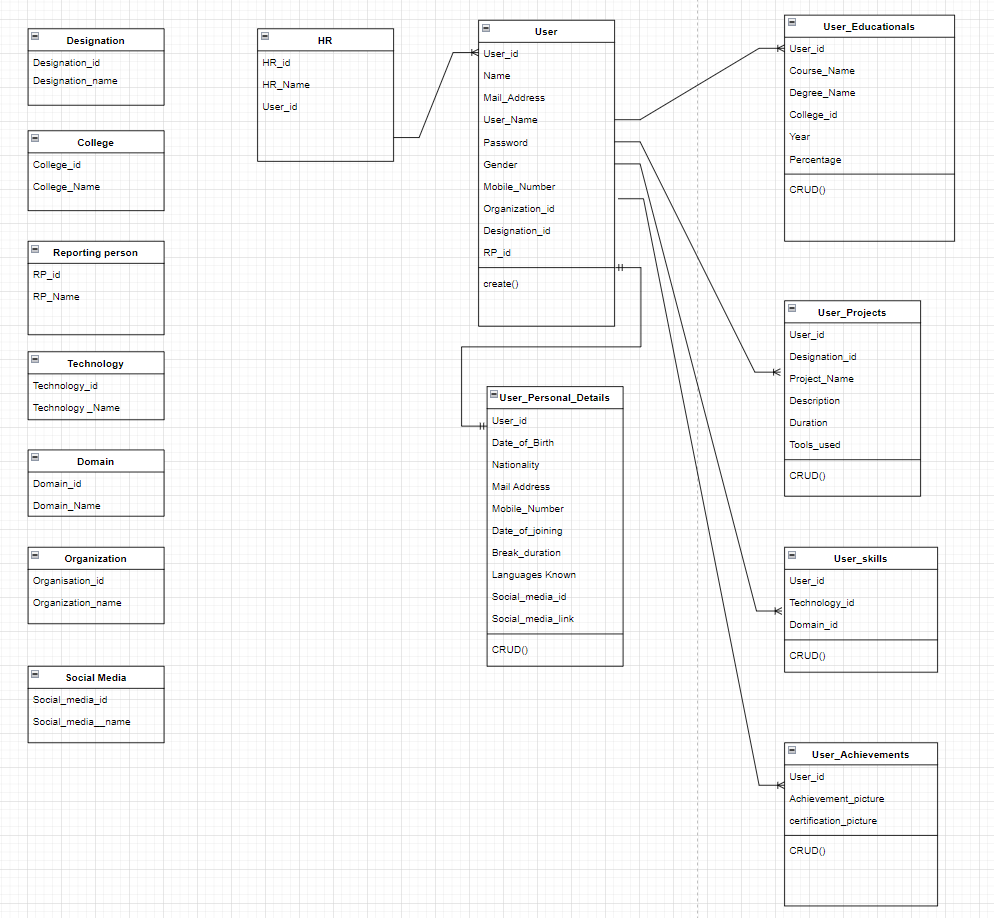 Designation
Designation_id
Designation_name
College
College_id
College_Name
Reporting person
RP_id
RP_Name
Technology
Technology_id
Technology _Name
Domain
Domain_id
Domain_Name
Organization
Organisation_id
Organization_name
Social Media
Social_media_id
Social_media__name
HR
HR_id
HR_Name
User_id
User
User_id
Name
Mail_Address
User_Name
Password
Gender
Mobile_Number
Organization_id
Designation_id
RP_id
create()
User_Personal_Details
User_id
Date_of_Birth
Nationality
Mail Address
Mobile_Number
Date_of_joining
Break_duration
Languages Known
Social_media_id
Social_media_link
CRUD()
User_Educationals
User_id
Course_Name
Degree_Name
College_id
Year
Percentage
CRUD()
User_Projects
User_id
Designation_id
Project_Name
Description
Duration
Tools_used
CRUD()
User_skills
User_id
Technology_id
Domain_id
CRUD()
User_Achievements
User_id
Achievement_picture
certification_picture
CRUD()